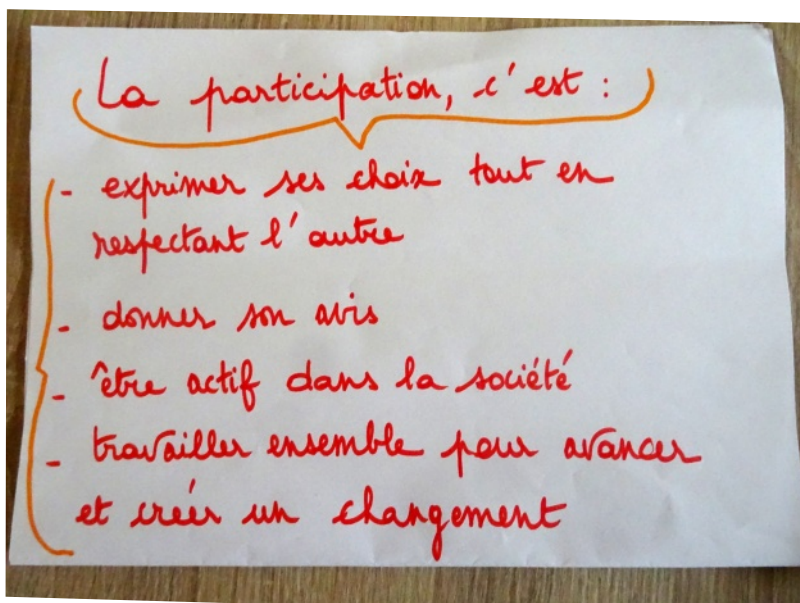 La participation, c'est :
- exprimer ses choix tout en
respectant l'autre
- donner son avis
- être actif dans la société
- travailler ensemble pour avancer
et créer un changement